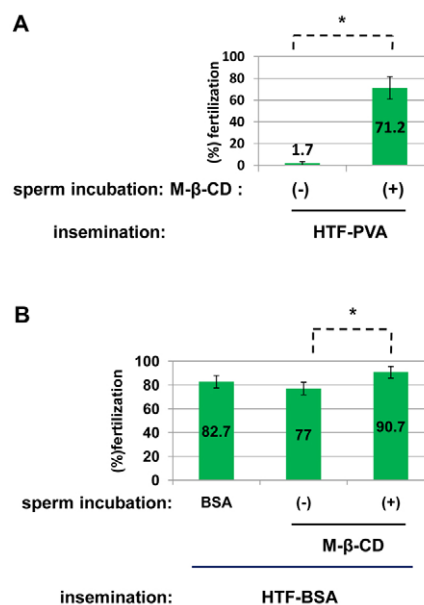 A
*
100
80
60
40
20
0
(%) fertilization
1.7
71.2
sperm incubation: M-β-CD : (-) (+)
insemination: HTF-PVA
B
*
100
80
60
40
20
0
(%)fertilization
82.7 77 90.7
sperm incubation: BSA (-) (+)
M-β-CD
insemination: HTF-BSA